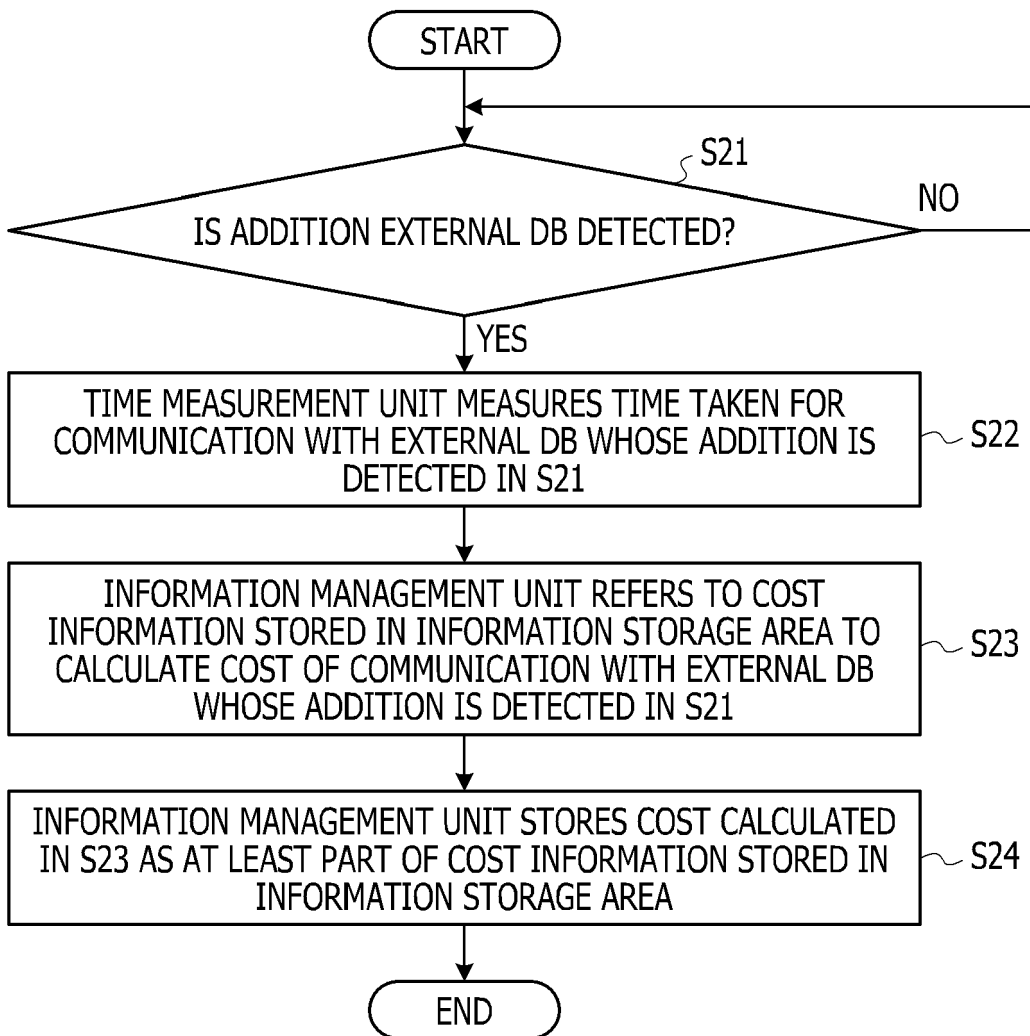 START
S21
NO
IS ADDITION EXTERNAL DB DETECTED?
YES
TIME MEASUREMENT UNIT MEASURES TIME TAKEN FOR
COMMUNICATION WITH EXTERNAL DB WHOSE ADDITION IS
DETECTED IN S21
S22
INFORMATION MANAGEMENT UNIT REFERS TO COST
INFORMATION STORED IN INFORMATION STORAGE AREA TO
CALCULATE COST OF COMMUNICATION WITH EXTERNAL DB
WHOSE ADDITION IS DETECTED IN S21
S23
INFORMATION MANAGEMENT UNIT STORES COST CALCULATED
IN S23 AS AT LEAST PART OF COST INFORMATION STORED IN
INFORMATION STORAGE AREA
S24
END